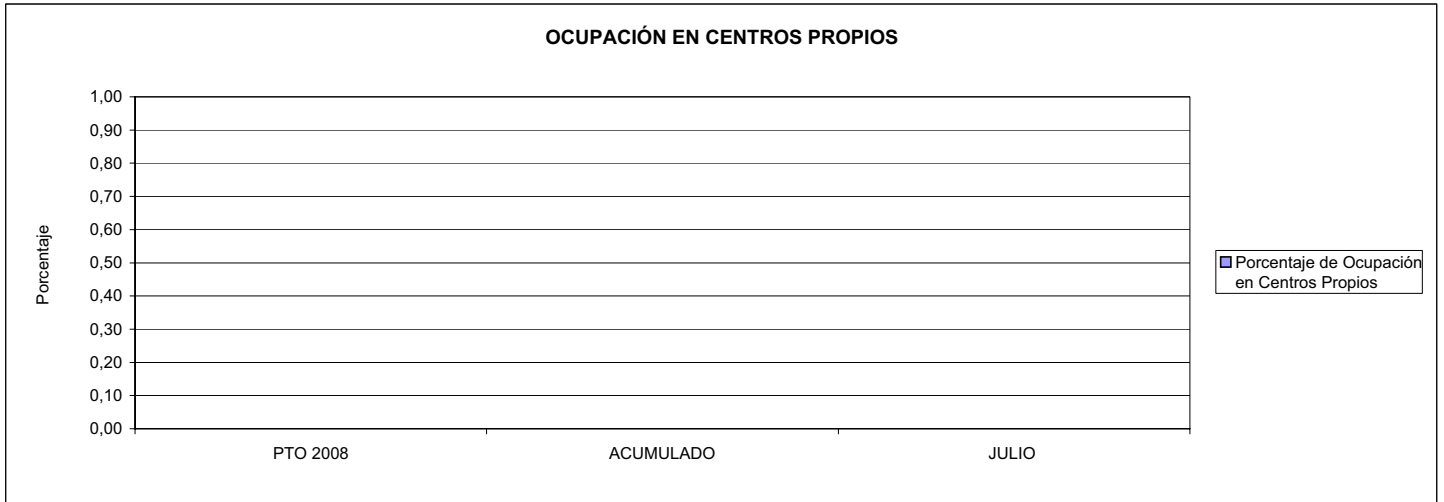 OCUPACIÓN EN CENTROS PROPIOS
1,00
0,90
0,80
0,70
0,60
0,50
0,40
0,30
0,20
0,10
0,00
Porcentaje
PTO 2008
ACUMULADO
JULIO
Porcentaje de Ocupación
en Centros Propios